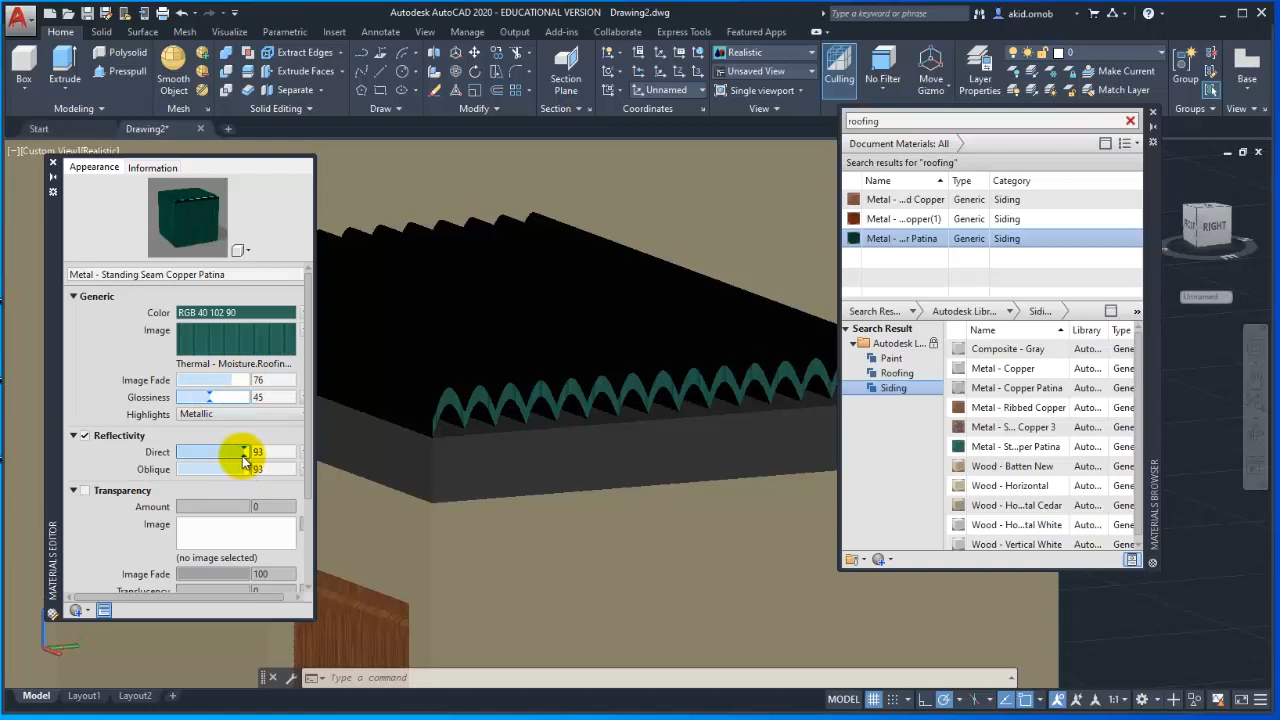 Autodesk AutoCAD 2020 - EDUCATIONAL VERSION Drawing2.dwg
Type a keyword or phrase
akid.ornob
Home Solid Surface Mesh Visualize Parametric Insert Annotate View Manage Output Add-ins Collaborate Express Tools Featured Apps
Box
Extrude
Polysolid
Presspull
Smooth
Object
Extract Edges
Extrude Faces
Separate
Section
Plane
Unnamed
Realistic
Unsaved View
Single viewport
Culling
No Filter
Move
Gizmo
Layer
Properties
0
Make Current
Match Layer
Group
Base
Modeling
Mesh
Solid Editing
Draw
Modify
Section
Coordinates
View
Selection
Layers
Groups
View
Start
Drawing2*
[−][Custom View][Realistic]
Appearance Information
Metal - Standing Seam Copper Patina
Generic
Color RGB 40 102 90
Image
Thermal - Moisture.Roofin...
Image Fade 76
Glossiness 45
Highlights Metallic
Reflectivity
Direct 93
Oblique 93
Transparency
Amount 0
Image
(no image selected)
Image Fade 100
Translucency 0
MATERIALS EDITOR
roofing
Document Materials: All
Search results for "roofing"
Name Type Category
Metal - ...d Copper Generic Siding
Metal - ...opper(1) Generic Siding
Metal - ...r Patina Generic Siding
Search Res... Autodesk Libr... Sidi...
Search Result
Autodesk L...
Paint
Roofing
Siding
Name Library Type
Composite - Gray Auto... Gene
Metal - Copper Auto... Gene
Metal - Copper Patina Auto... Gene
Metal - Ribbed Copper Auto... Gene
Metal - S... Copper 3 Auto... Gene
Metal - St...per Patina Auto... Gene
Wood - Batten New Auto... Gene
Wood - Horizontal Auto... Gene
Wood - Ho...tal Cedar Auto... Gene
Wood - Ho...tal White Auto... Gene
Wood - Vertical White Auto... Gene
MATERIALS BROWSER
RIGHT
Unnamed
Type a command
Model Layout1 Layout2
MODEL
1:1